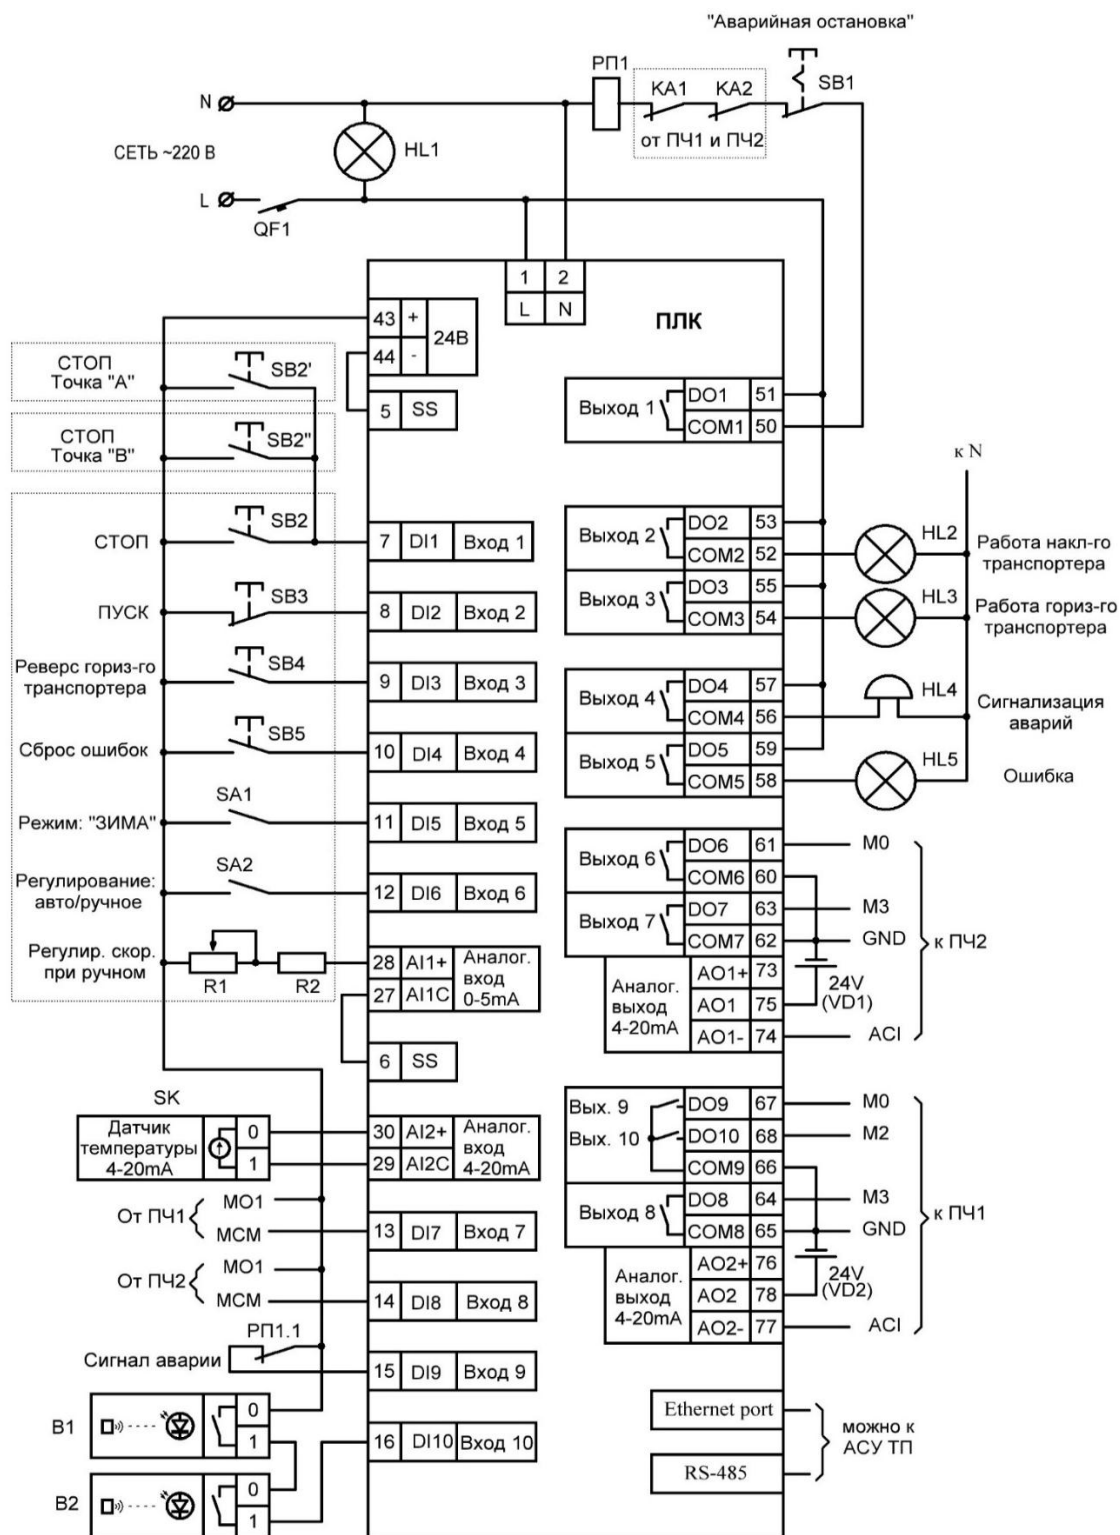 "Аварийная остановка"
РП1
КА1
КА2
SB1
N
от ПЧ1 и ПЧ2
СЕТЬ ~220 В
HL1
L
QF1
1 2
L N
ПЛК
43 + 24В
44 -
5 SS
СТОП
Точка "А"
SB2'
СТОП
Точка "В"
SB2"
СТОП
SB2
7 DI1 Вход 1
ПУСК
SB3
8 DI2 Вход 2
Реверс гориз-го
транспортера
SB4
9 DI3 Вход 3
Сброс ошибок
SB5
10 DI4 Вход 4
Режим: "ЗИМА"
SA1
11 DI5 Вход 5
Регулирование:
авто/ручное
SA2
12 DI6 Вход 6
Регулир. скор.
при ручном
R1
R2
28 AI1+
27 AI1C
Аналог.
вход
0-5mA
6 SS
SK
Датчик
температуры
4-20mA
0
1
30 AI2+
29 AI2C
Аналог.
вход
4-20mA
От ПЧ1
МО1
МСМ
13 DI7 Вход 7
От ПЧ2
МО1
МСМ
14 DI8 Вход 8
РП1.1
Сигнал аварии
15 DI9 Вход 9
В1
0
1
16 DI10 Вход 10
В2
0
1
Выход 1
DO1 51
COM1 50
к N
Выход 2
DO2 53
COM2 52
HL2
Работа накл-го
транспортера
Выход 3
DO3 55
COM3 54
HL3
Работа гориз-го
транспортера
Выход 4
DO4 57
COM4 56
HL4
Сигнализация
аварий
Выход 5
DO5 59
COM5 58
HL5
Ошибка
Выход 6
DO6 61
M0
COM6 60
Выход 7
DO7 63
M3
COM7 62
GND
к ПЧ2
Аналог.
выход
4-20mA
AO1+ 73
AO1 75
AO1- 74
24V
(VD1)
ACI
Вых. 9
DO9 67
M0
Вых. 10
DO10 68
M2
COM9 66
Выход 8
DO8 64
M3
COM8 65
GND
к ПЧ1
Аналог.
выход
4-20mA
AO2+ 76
AO2 78
AO2- 77
24V
(VD2)
ACI
Ethernet port
RS-485
можно к
АСУ ТП